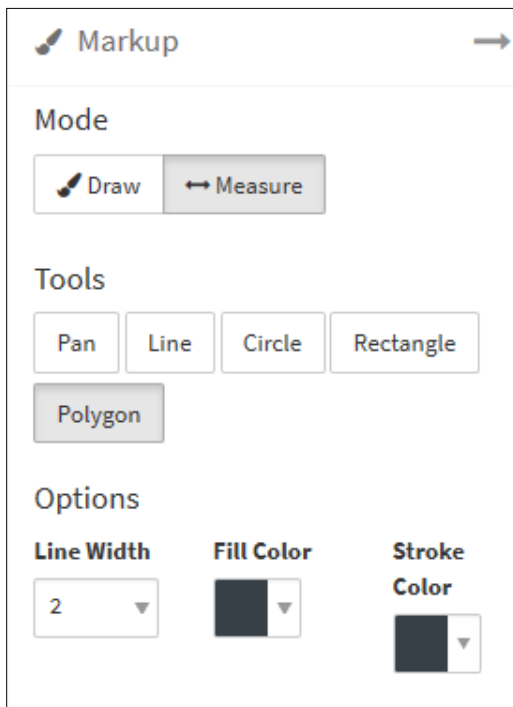 Markup
Mode
Draw Measure
Tools
Pan Line Circle Rectangle
Polygon
Options
Line Width Fill Color Stroke
Color
2